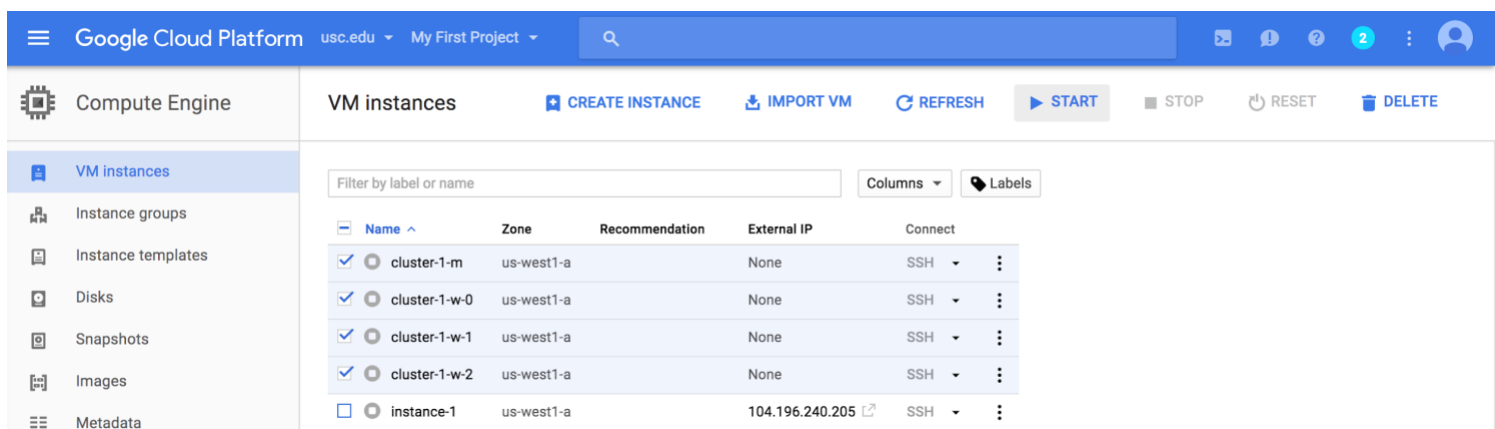 Google Cloud Platform usc.edu My First Project 2
Compute Engine
VM instances CREATE INSTANCE IMPORT VM REFRESH START STOP RESET DELETE
VM instances
Instance groups
Instance templates
Disks
Snapshots
Images
Metadata
Filter by label or name Columns Labels
Name Zone Recommendation External IP Connect
cluster-1-m us-west1-a None SSH
cluster-1-w-0 us-west1-a None SSH
cluster-1-w-1 us-west1-a None SSH
cluster-1-w-2 us-west1-a None SSH
instance-1 us-west1-a 104.196.240.205 SSH